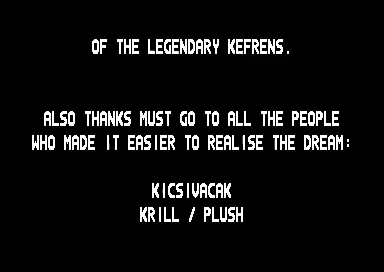 OF THE LEGENDARY KEFRENS.
ALSO THANKS MUST GO TO ALL THE PEOPLE
WHO MADE IT EASIER TO REALISE THE DREAM:
KICSIVACAK
KRILL / PLUSH